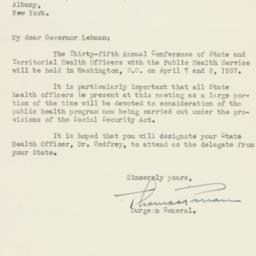 Albany,
New York.
My dear Governor Lehman:
The Thirty-fifth Annual Conference of State and
Territorial Health Officers with the Public Health Service
will be held in Washington, D.C. on April 7 and 8, 1937.
It is particularly important that all State
health officers be present at this meeting as a large por-
tion of the time will be devoted to consideration of the
public health program now being carried out under the pro-
visions of the Social Security Act.
It is hoped that you will designate your State
Health Officer, Dr. Godfrey, to attend as the delegate from
your State.
Sincerely yours,
Thomas Parran
Surgeon General.